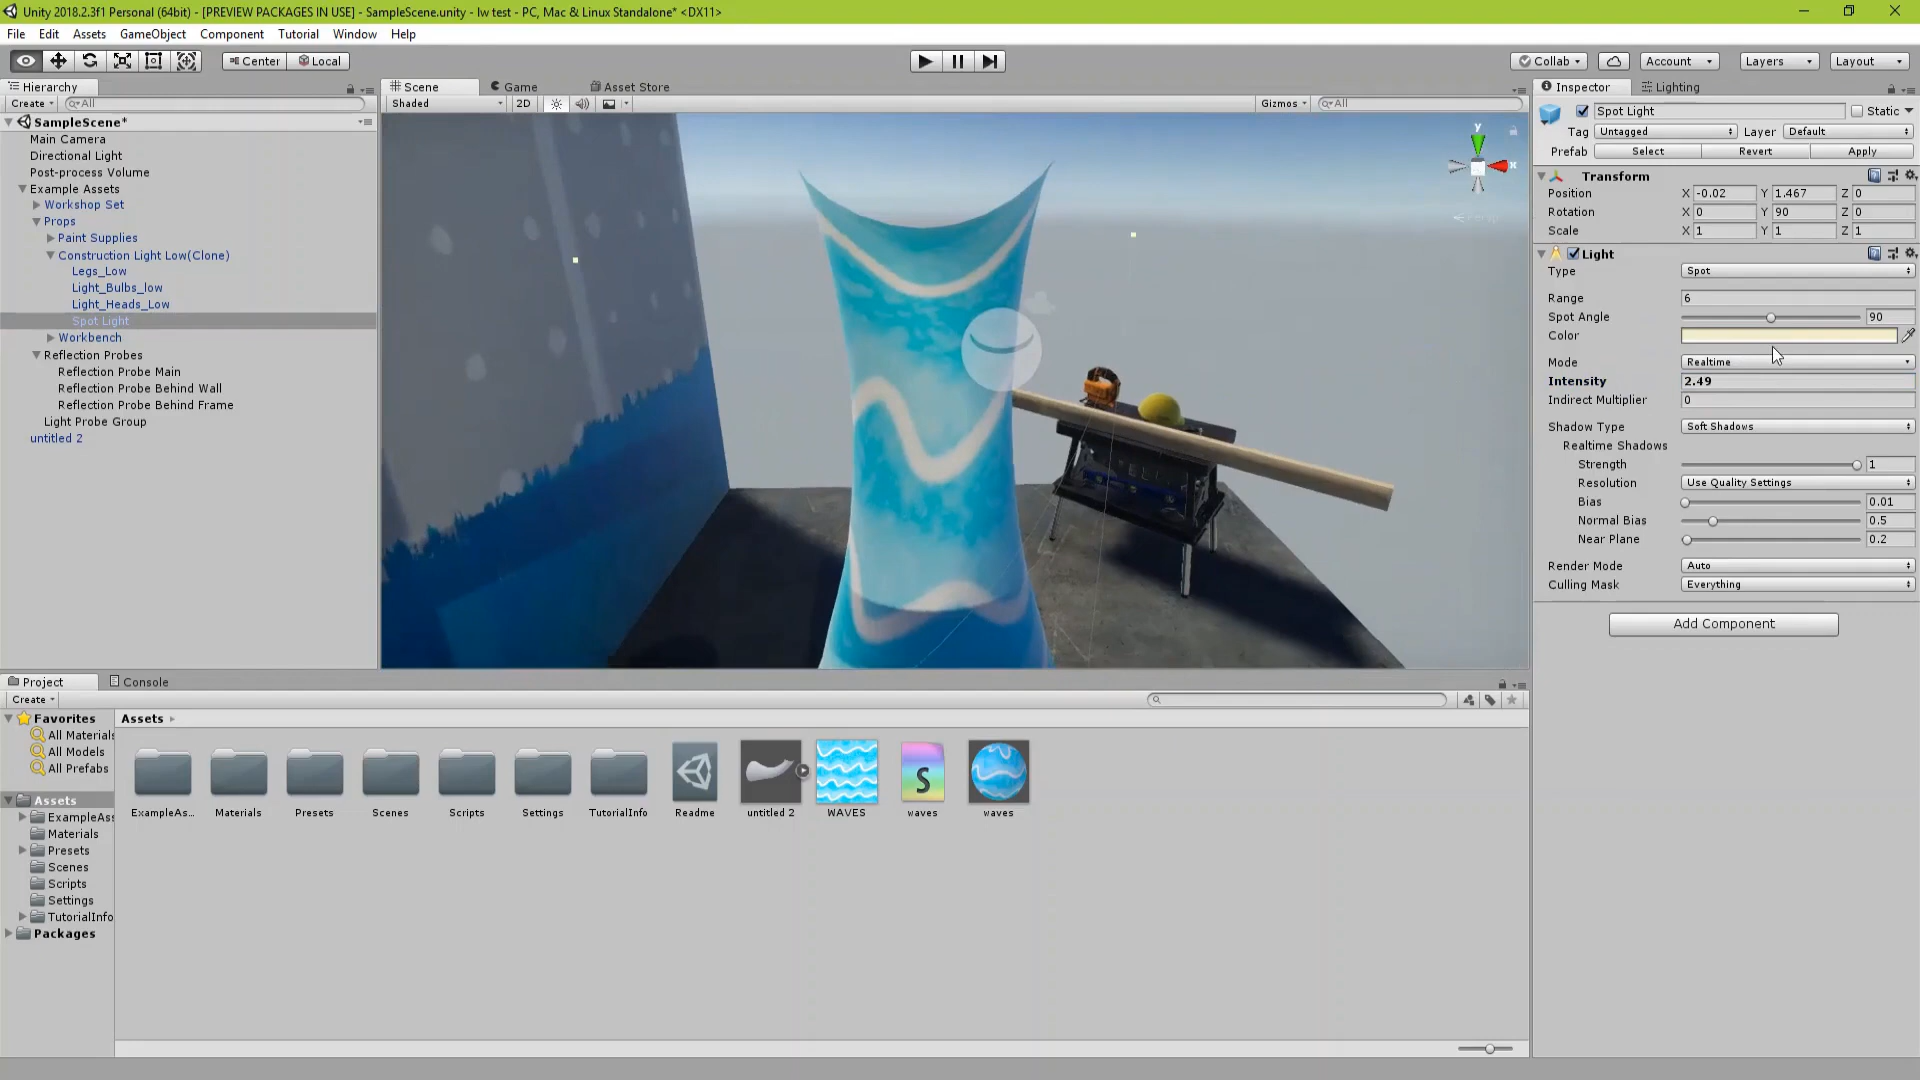 Unity 2018.2.3f1 Personal (64bit) - [PREVIEW PACKAGES IN USE] - SampleScene.unity - lw test - PC, Mac & Linux Standalone* <DX11>
File Edit Assets GameObject Component Tutorial Window Help
Center Local
Collab Account Layers Layout
Hierarchy
Create All
SampleScene*
Main Camera
Directional Light
Post-process Volume
Example Assets
Workshop Set
Props
Paint Supplies
Construction Light Low(Clone)
Legs_Low
Light_Bulbs_low
Light_Heads_Low
Spot Light
Workbench
Reflection Probes
Reflection Probe Main
Reflection Probe Behind Wall
Reflection Probe Behind Frame
Light Probe Group
untitled 2
Scene Game Asset Store
Shaded 2D Gizmos All
y
x
Inspector Lighting
Spot Light Static
Tag Untagged Layer Default
Prefab Select Revert Apply
Transform
Position X -0.02 Y 1.467 Z 0
Rotation X 0 Y 90 Z 0
Scale X 1 Y 1 Z 1
Light
Type Spot
Range 6
Spot Angle 90
Color
Mode Realtime
Intensity 2.49
Indirect Multiplier 0
Shadow Type Soft Shadows
Realtime Shadows
Strength 1
Resolution Use Quality Settings
Bias 0.01
Normal Bias 0.5
Near Plane 0.2
Render Mode Auto
Culling Mask Everything
Add Component
Project Console
Create
Favorites
All Materials
All Models
All Prefabs
Assets
ExampleAss
Materials
Presets
Scenes
Scripts
Settings
TutorialInfo
Packages
Assets
ExampleAs... Materials Presets Scenes Scripts Settings TutorialInfo Readme untitled 2 WAVES waves waves